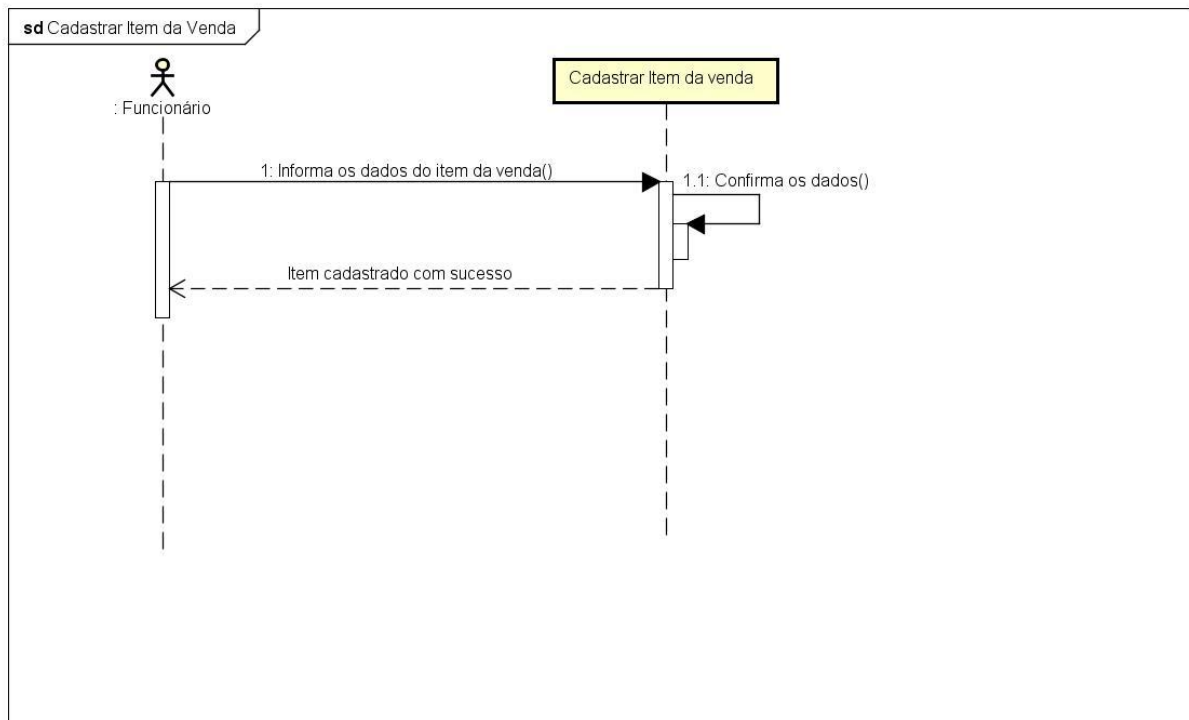 sd Cadastrar Item da Venda
: Funcionário
Cadastrar Item da venda
1: Informa os dados do item da venda()
1.1: Confirma os dados()
Item cadastrado com sucesso